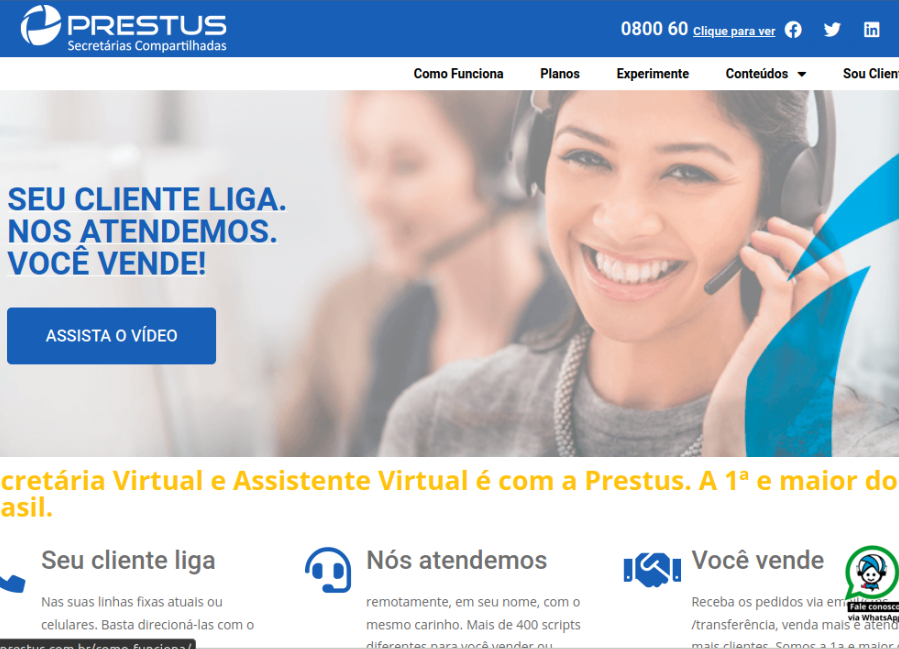 PRESTUS
Secretárias Compartilhadas
0800 60 Clique para ver
Como Funciona Planos Experimente Conteúdos Sou Clien
SEU CLIENTE LIGA.
NOS ATENDEMOS.
VOCÊ VENDE!
ASSISTA O VÍDEO
cretária Virtual e Assistente Virtual é com a Prestus. A 1ª e maior do
asil.
Seu cliente liga
Nas suas linhas fixas atuais ou
celulares. Basta direcioná-las com o
Nós atendemos
remotamente, em seu nome, com o
mesmo carinho. Mais de 400 scripts
diferentes para você vender ou
Você vende
Receba os pedidos via em
/transferência, venda mais e atend
mais clientes. Somos a 1a e maior
Fale conosco
via WhatsApp
prestus.com.br/como-funciona/